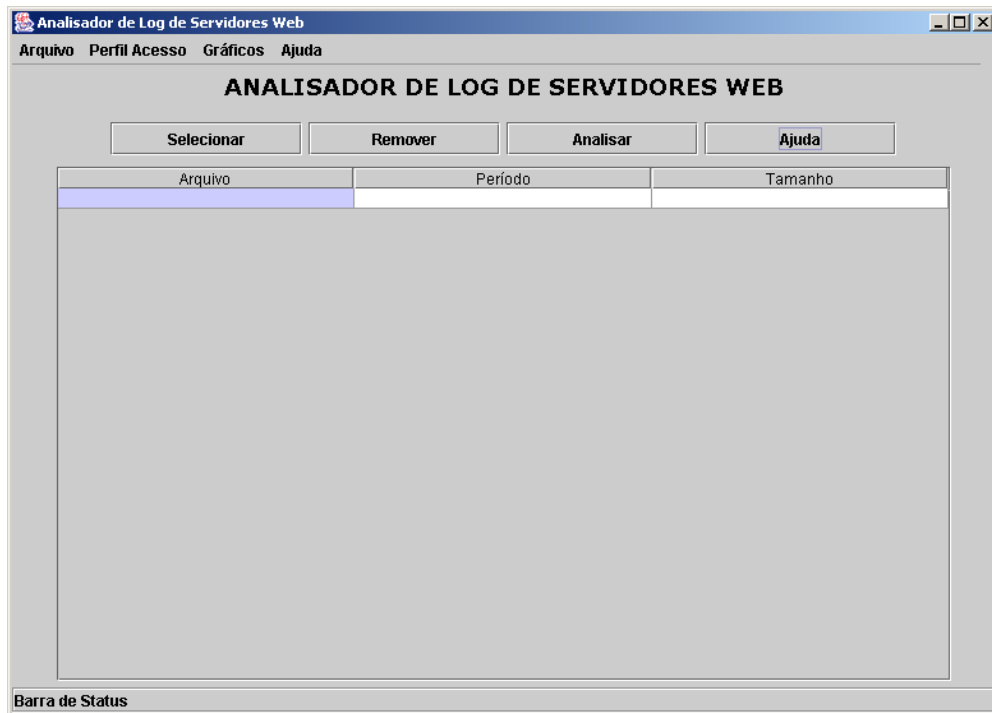 Analisador de Log de Servidores Web
Arquivo Perfil Acesso Gráficos Ajuda
ANALISADOR DE LOG DE SERVIDORES WEB
Selecionar Remover Analisar Ajuda
Arquivo Período Tamanho
Barra de Status